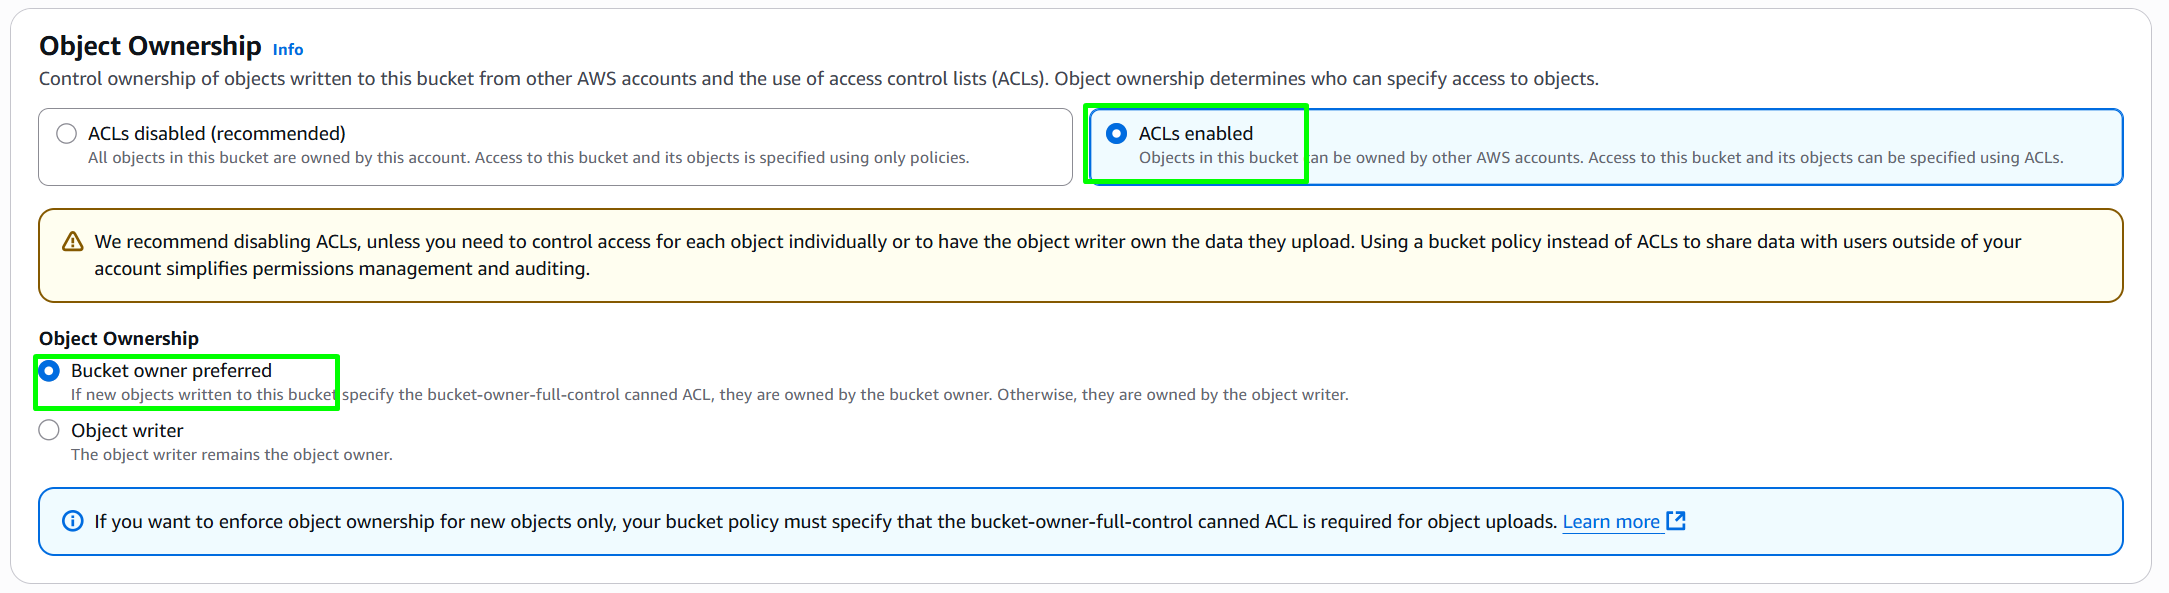 Object Ownership Info
Control ownership of objects written to this bucket from other AWS accounts and the use of access control lists (ACLs). Object ownership determines who can specify access to objects.
ACLs disabled (recommended)
All objects in this bucket are owned by this account. Access to this bucket and its objects is specified using only policies.
ACLs enabled
Objects in this bucket can be owned by other AWS accounts. Access to this bucket and its objects can be specified using ACLs.
We recommend disabling ACLs, unless you need to control access for each object individually or to have the object writer own the data they upload. Using a bucket policy instead of ACLs to share data with users outside of your
account simplifies permissions management and auditing.
Object Ownership
Bucket owner preferred
If new objects written to this bucket specify the bucket-owner-full-control canned ACL, they are owned by the bucket owner. Otherwise, they are owned by the object writer.
Object writer
The object writer remains the object owner.
If you want to enforce object ownership for new objects only, your bucket policy must specify that the bucket-owner-full-control canned ACL is required for object uploads. Learn more